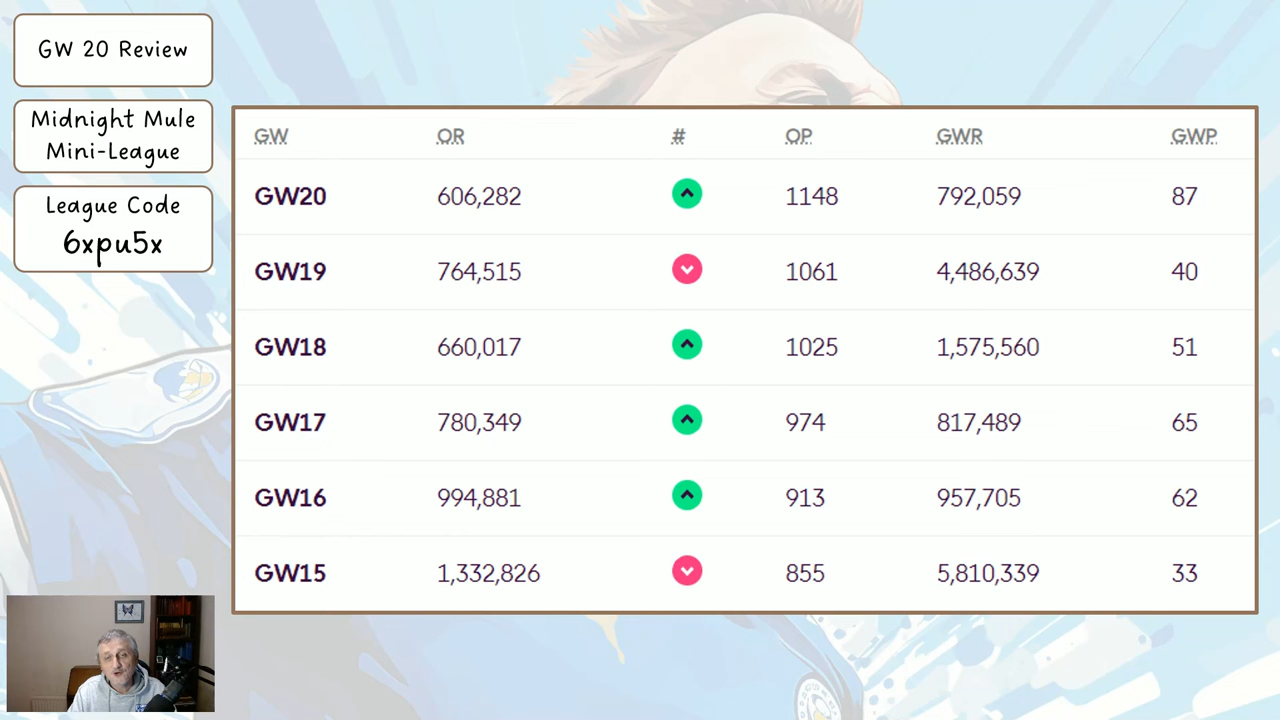 GW 20 Review
Midnight Mule
Mini-League
League Code
6xpu5x
GW OR # OP GWR GWP
GW20 606,282 1148 792,059 87
GW19 764,515 1061 4,486,639 40
GW18 660,017 1025 1,575,560 51
GW17 780,349 974 817,489 65
GW16 994,881 913 957,705 62
GW15 1,332,826 855 5,810,339 33